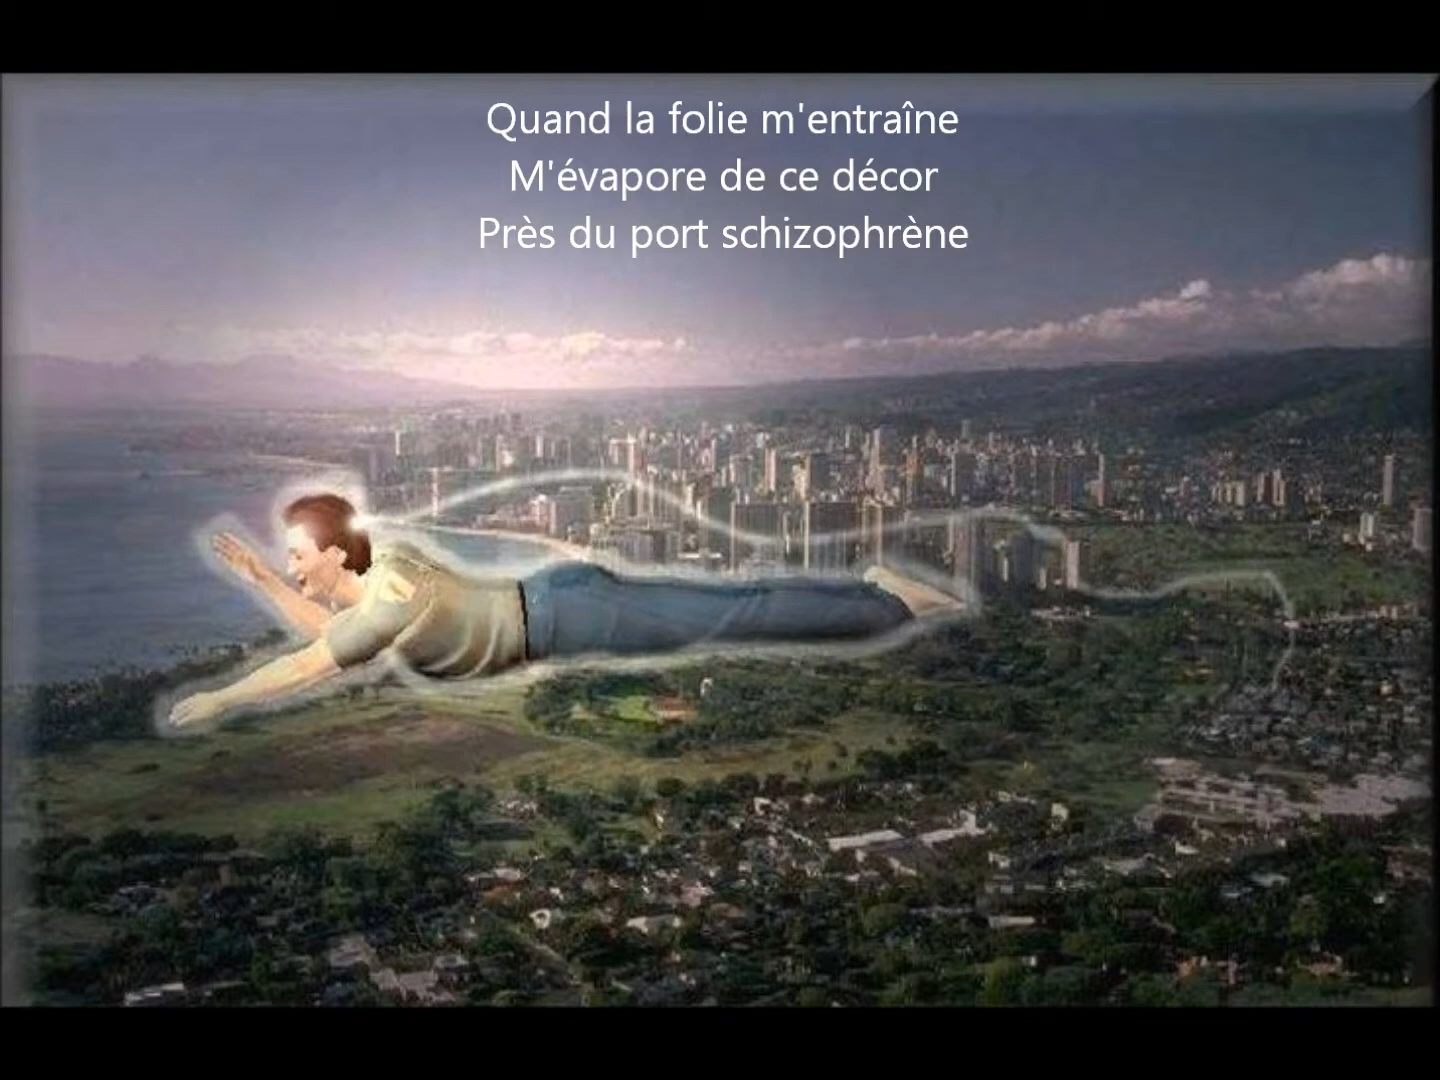 Quand la folie m'entraîne
M'évapore de ce décor
Près du port schizophrène